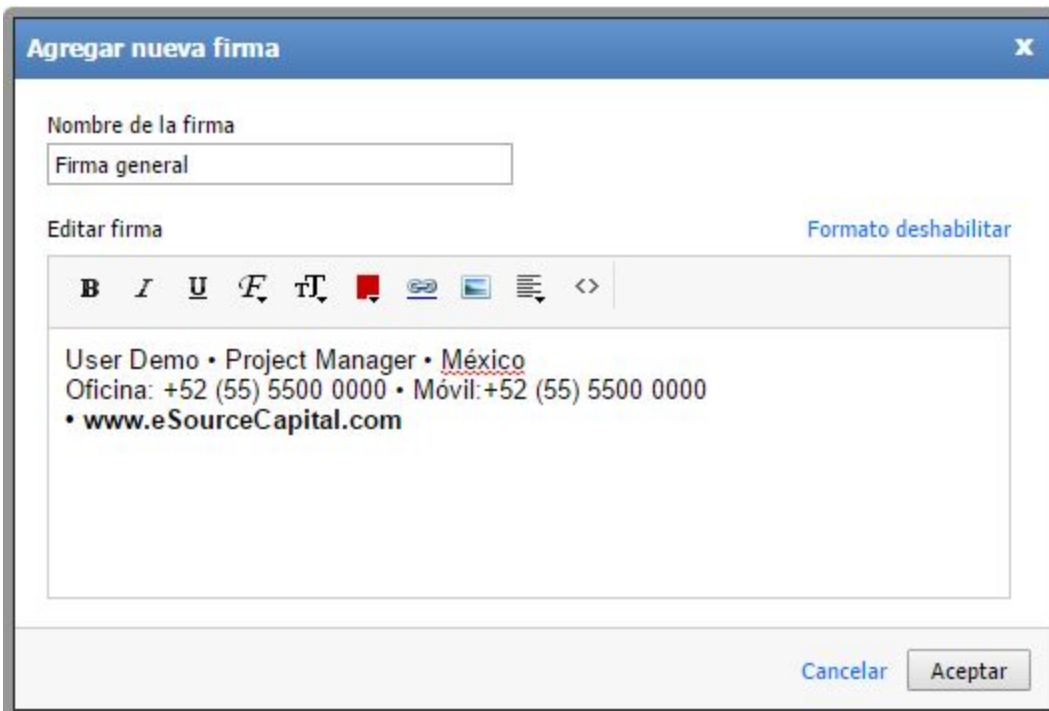 Agregar nueva firma x
Nombre de la firma
Firma general
Editar firma Formato deshabilitar
B I U F TT <>
User Demo • Project Manager • México
Oficina: +52 (55) 5500 0000 • Móvil:+52 (55) 5500 0000
• www.eSourceCapital.com
Cancelar Aceptar